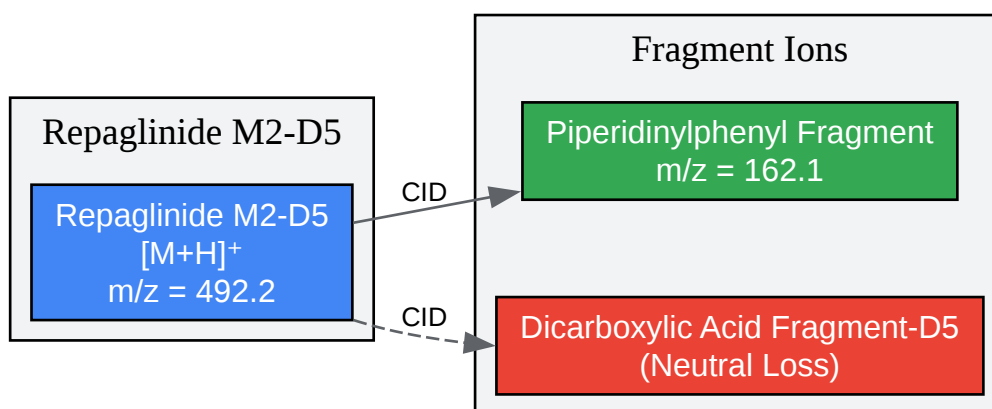 Repaglinide M2-D5
Repaglinide M2-D5
[M+H]⁺
m/z = 492.2
CID
CID
Fragment Ions
Piperidinylphenyl Fragment
m/z = 162.1
Dicarboxylic Acid Fragment-D5
(Neutral Loss)